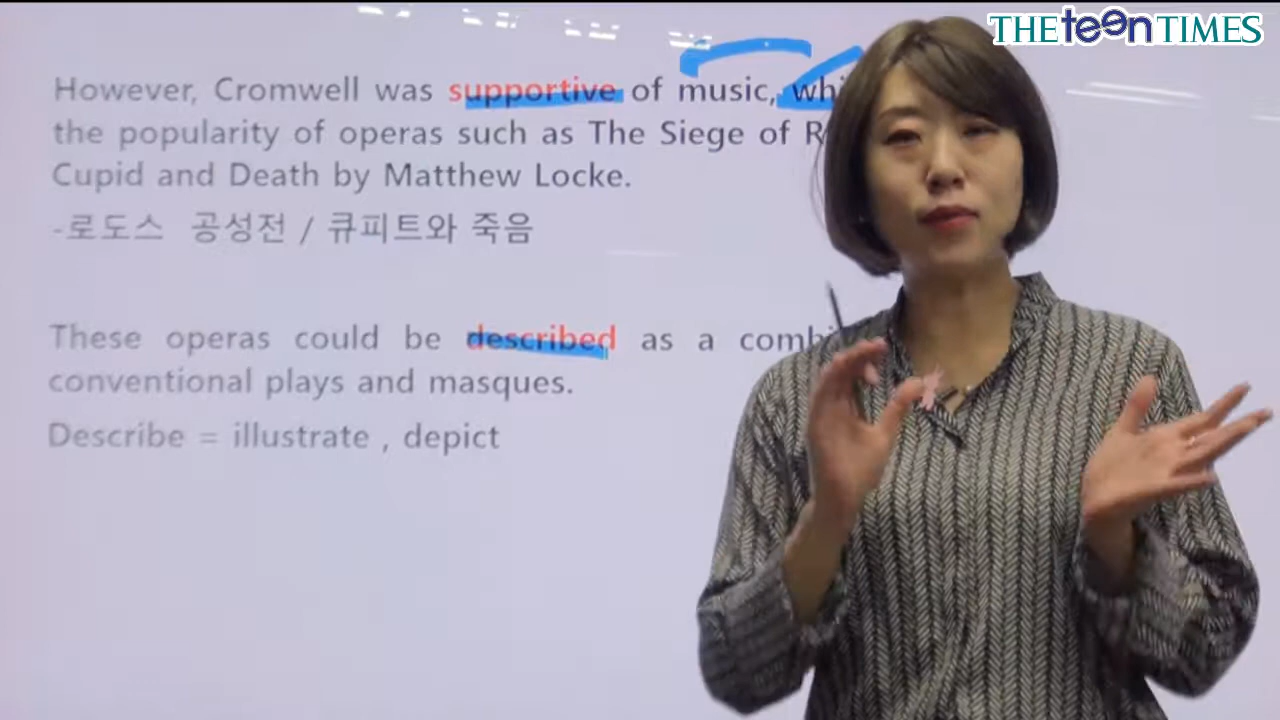 THE teen TIMES
However, Cromwell was supportive of music,
the popularity of operas such as The Siege of
Cupid and Death by Matthew Locke.
-로도스 공성전 / 큐피트와 죽음
These operas could be described as a
conventional plays and masques.
Describe = illustrate , depict